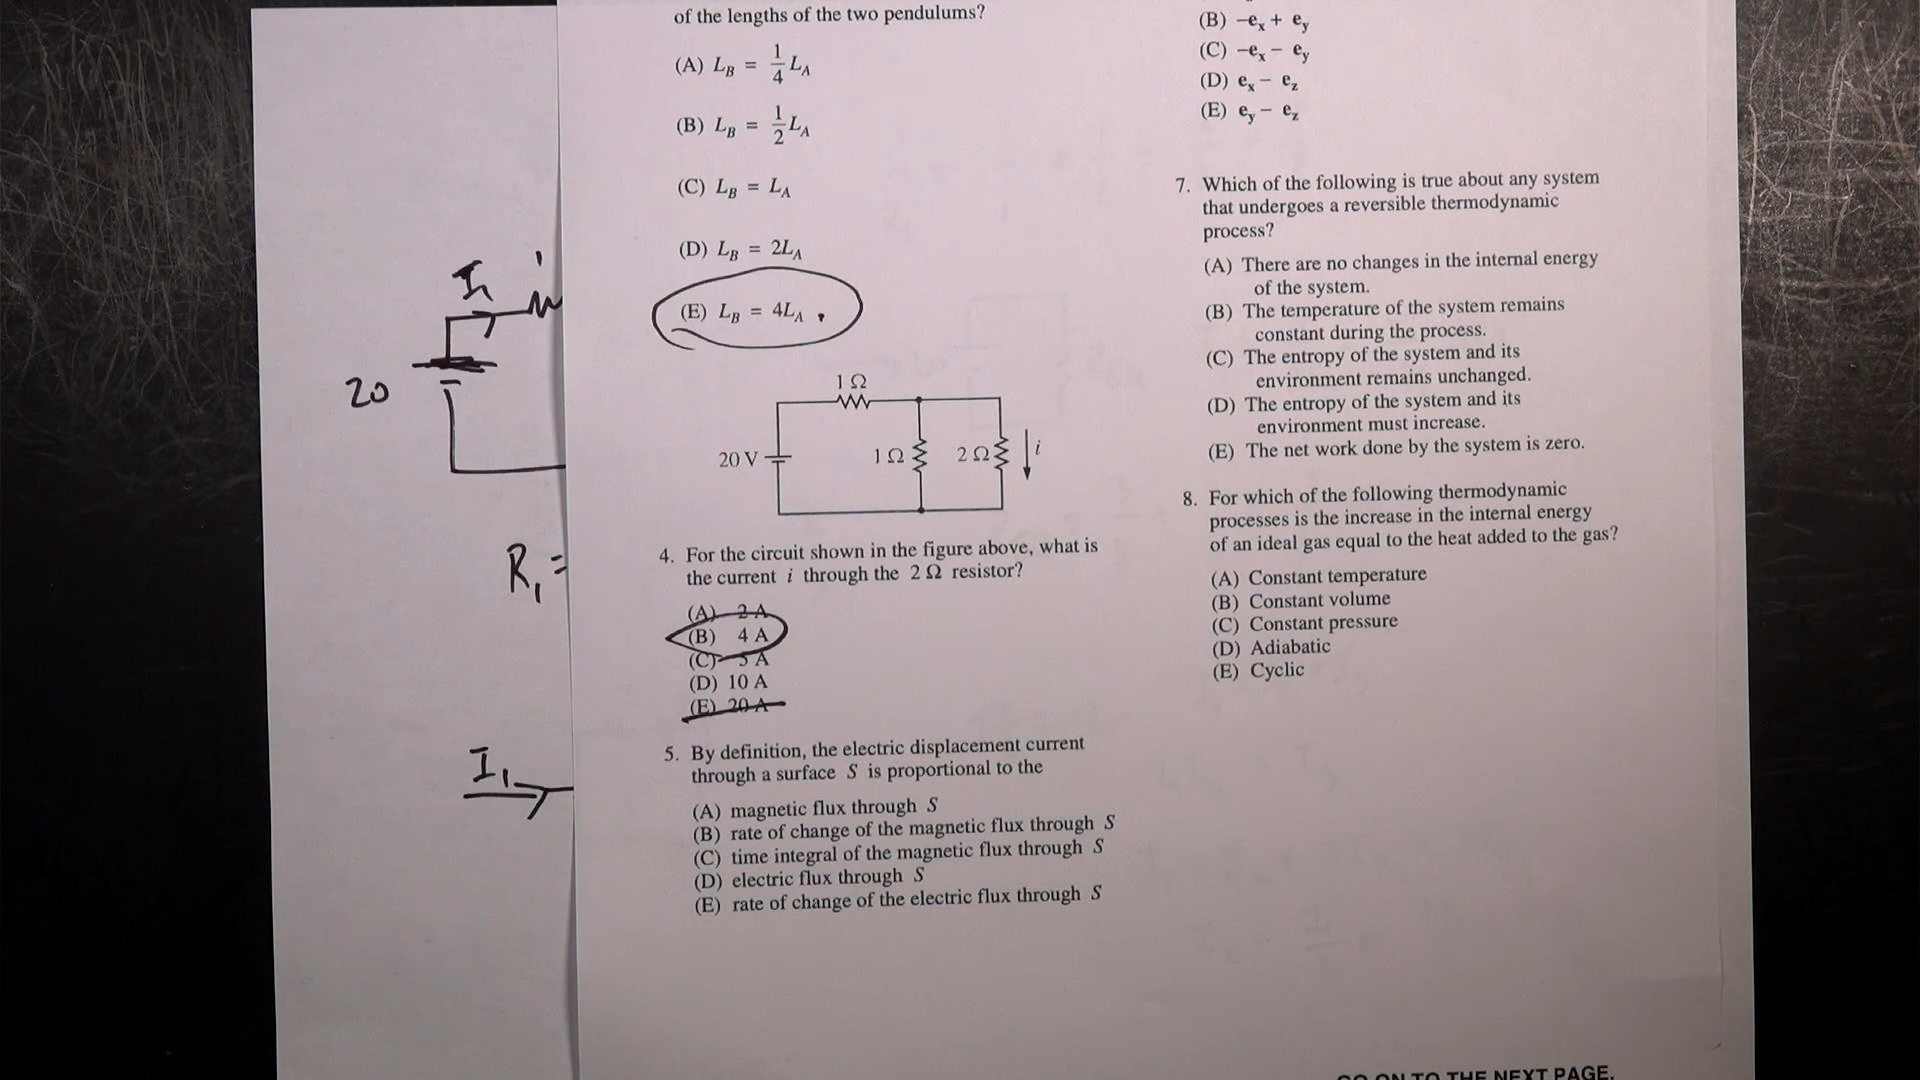 of the lengths of the two pendulums?
(A) L_B = 1/4 L_A
(B) L_B = 1/2 L_A
(C) L_B = L_A
(D) L_B = 2L_A
(E) L_B = 4L_A
1 Ω
20 V
1 Ω
2 Ω
i
4. For the circuit shown in the figure above, what is
the current i through the 2 Ω resistor?
(A) 2 A
(B) 4 A
(C) 5 A
(D) 10 A
(E) 20 A
5. By definition, the electric displacement current
through a surface S is proportional to the
(A) magnetic flux through S
(B) rate of change of the magnetic flux through S
(C) time integral of the magnetic flux through S
(D) electric flux through S
(E) rate of change of the electric flux through S
(B) −e_x + e_y
(C) −e_x − e_y
(D) e_x − e_z
(E) e_y − e_z
7. Which of the following is true about any system
that undergoes a reversible thermodynamic
process?
(A) There are no changes in the internal energy
of the system.
(B) The temperature of the system remains
constant during the process.
(C) The entropy of the system and its
environment remains unchanged.
(D) The entropy of the system and its
environment must increase.
(E) The net work done by the system is zero.
8. For which of the following thermodynamic
processes is the increase in the internal energy
of an ideal gas equal to the heat added to the gas?
(A) Constant temperature
(B) Constant volume
(C) Constant pressure
(D) Adiabatic
(E) Cyclic
GO ON TO THE NEXT PAGE.
I_1
20
R_1 =
I_1